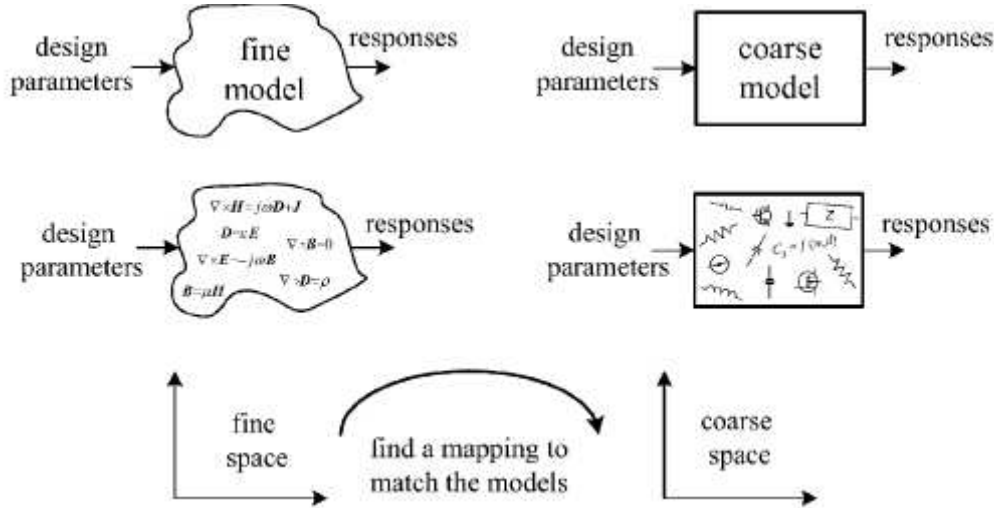 design
parameters
fine
model
responses
design
parameters
coarse
model
responses
design
parameters
∇×H=jωD+J
D=εE
∇•B=0
∇×E=-jωB
∇•D=ρ
B=μH
responses
design
parameters
Z
responses
fine
space
find a mapping to
match the models
coarse
space